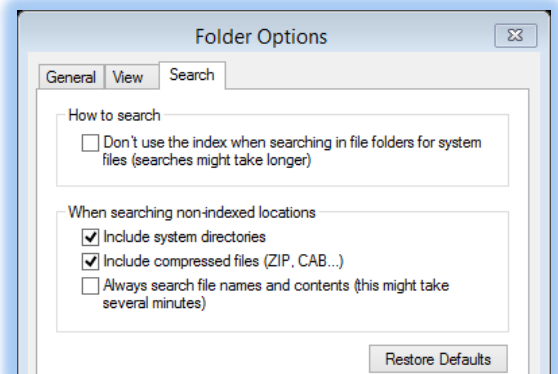 Folder Options
General View Search
How to search
Don't use the index when searching in file folders for system
files (searches might take longer)
When searching non-indexed locations
Include system directories
Include compressed files (ZIP, CAB...)
Always search file names and contents (this might take
several minutes)
Restore Defaults